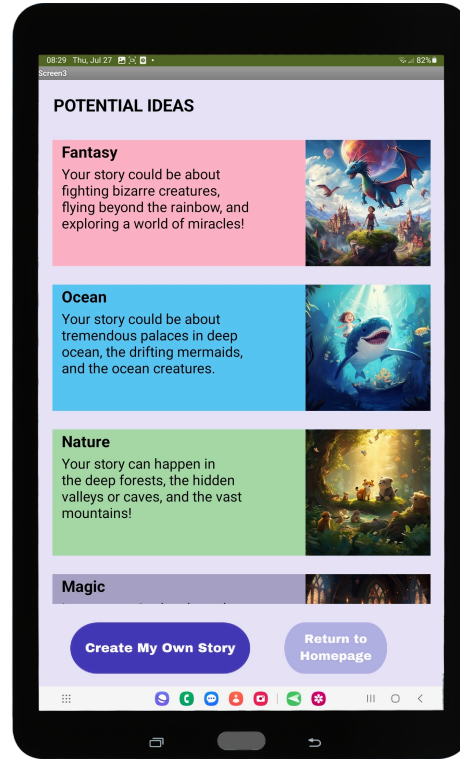 08:29 Thu, Jul 27
82%
Screen3
POTENTIAL IDEAS
Fantasy
Your story could be about
fighting bizarre creatures,
flying beyond the rainbow, and
exploring a world of miracles!
Ocean
Your story could be about
tremendous palaces in deep
ocean, the drifting mermaids,
and the ocean creatures.
Nature
Your story can happen in
the deep forests, the hidden
valleys or caves, and the vast
mountains!
Magic
Create My Own Story
Return to
Homepage